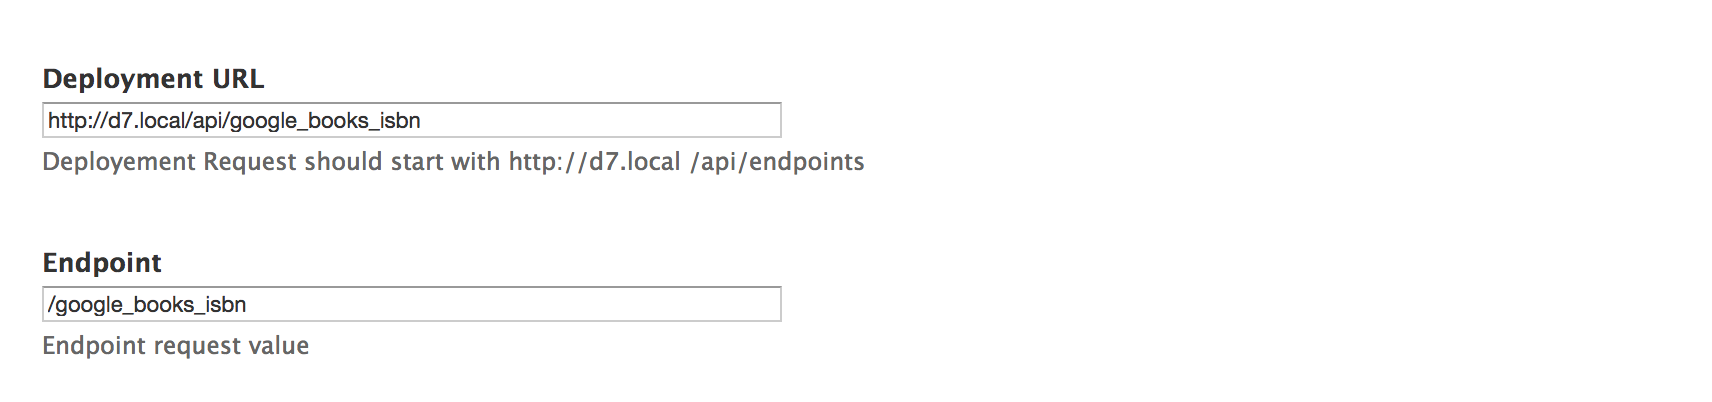 Deployment URL
http://d7.local/api/google_books_isbn
Deployement Request should start with http://d7.local /api/endpoints
Endpoint
/google_books_isbn
Endpoint request value